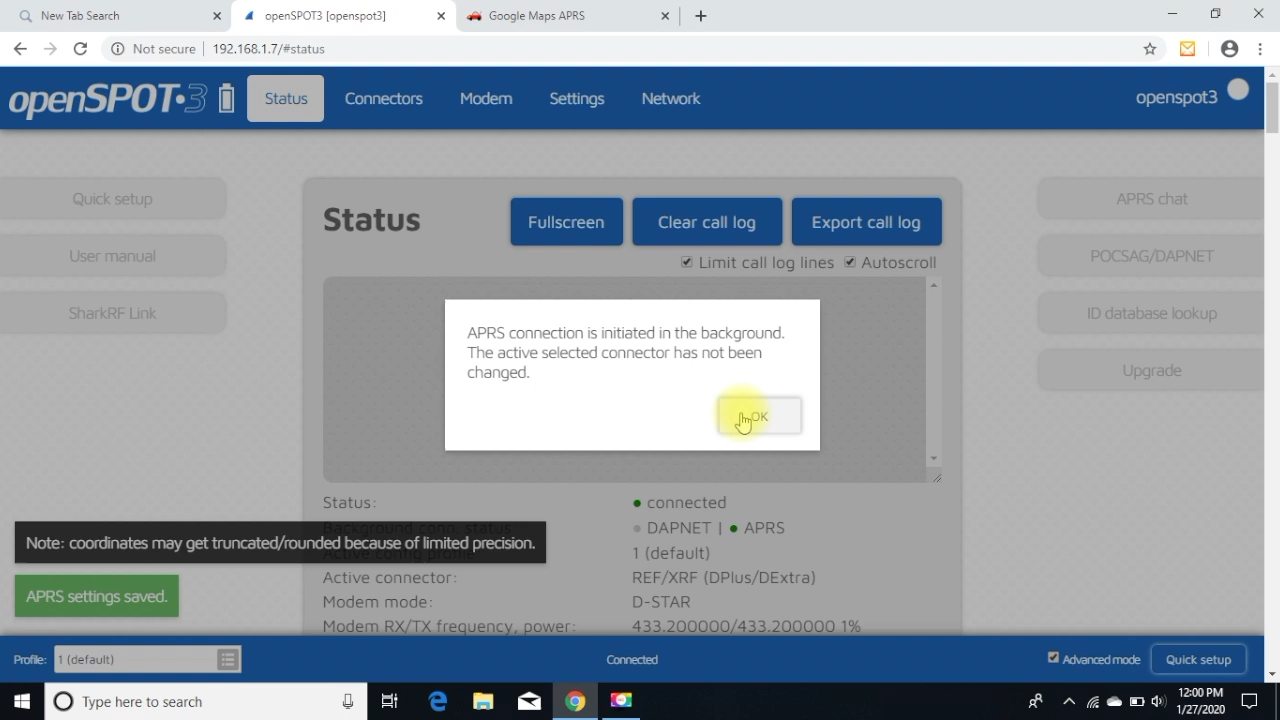 New Tab Search
openSPOT3 [openspot3]
Google Maps APRS
Not secure
192.168.1.7/#status
openSPOT•3
Status
Connectors
Modem
Settings
Network
openspot3
Quick setup
User manual
SharkRF Link
Status
Fullscreen
Clear call log
Export call log
Limit call log lines
Autoscroll
APRS chat
POCSAG/DAPNET
ID database lookup
Upgrade
APRS connection is initiated in the background.
The active selected connector has not been
changed.
OK
Status:
connected
Background conn. status
DAPNET | ● APRS
Active config profile
1 (default)
Active connector:
REF/XRF (DPlus/DExtra)
Modem mode:
D-STAR
Modem RX/TX frequency, power:
433.200000/433.200000 1%
Note: coordinates may get truncated/rounded because of limited precision.
APRS settings saved.
Profile:
1 (default)
Connected
Advanced mode
Quick setup
Type here to search
12:00 PM
1/27/2020